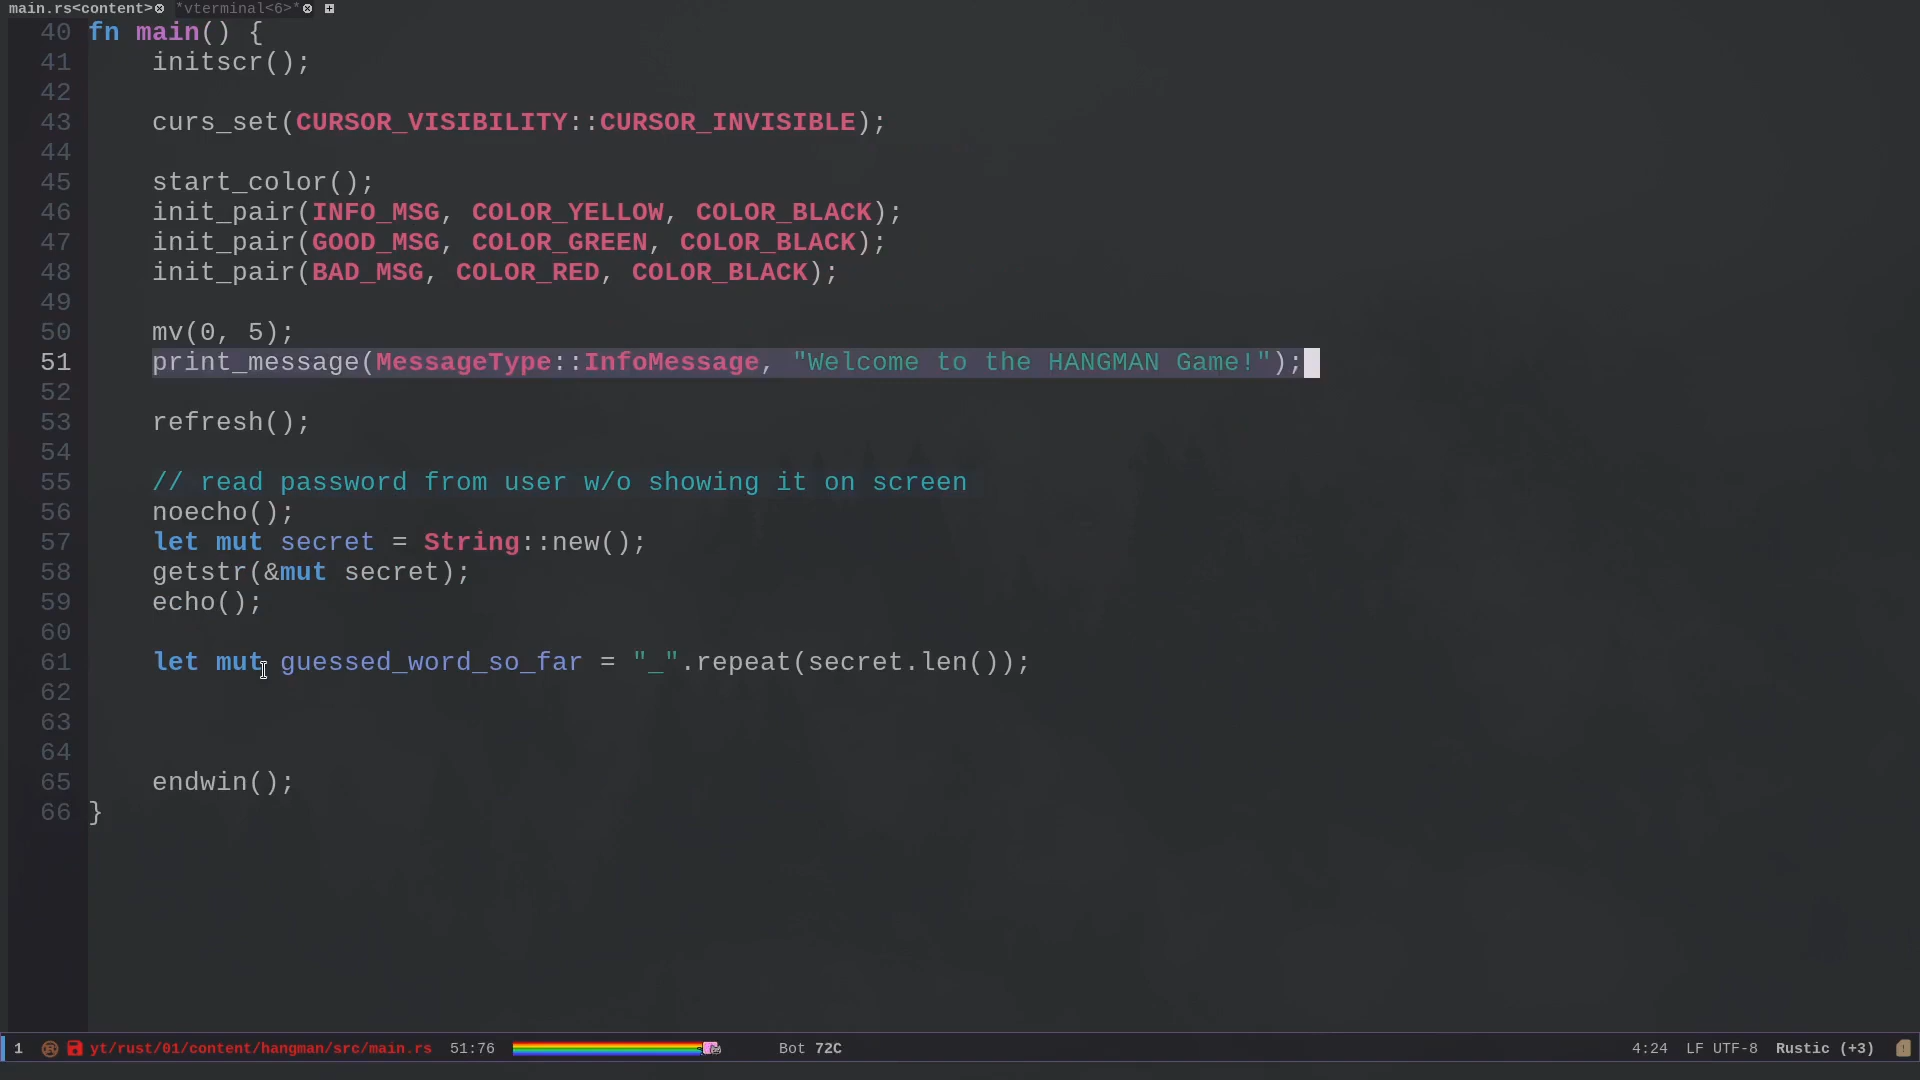 main.rs<content> *vterminal<6>*
40 fn main() {
41     initscr();
42
43     curs_set(CURSOR_VISIBILITY::CURSOR_INVISIBLE);
44
45     start_color();
46     init_pair(INFO_MSG, COLOR_YELLOW, COLOR_BLACK);
47     init_pair(GOOD_MSG, COLOR_GREEN, COLOR_BLACK);
48     init_pair(BAD_MSG, COLOR_RED, COLOR_BLACK);
49
50     mv(0, 5);
51     print_message(MessageType::InfoMessage, "Welcome to the HANGMAN Game!");
52
53     refresh();
54
55     // read password from user w/o showing it on screen
56     noecho();
57     let mut secret = String::new();
58     getstr(&mut secret);
59     echo();
60
61     let mut guessed_word_so_far = "_".repeat(secret.len());
62
63
64
65     endwin();
66 }
1 yt/rust/01/content/hangman/src/main.rs 51:76 Bot 72C 4:24 LF UTF-8 Rustic (+3)